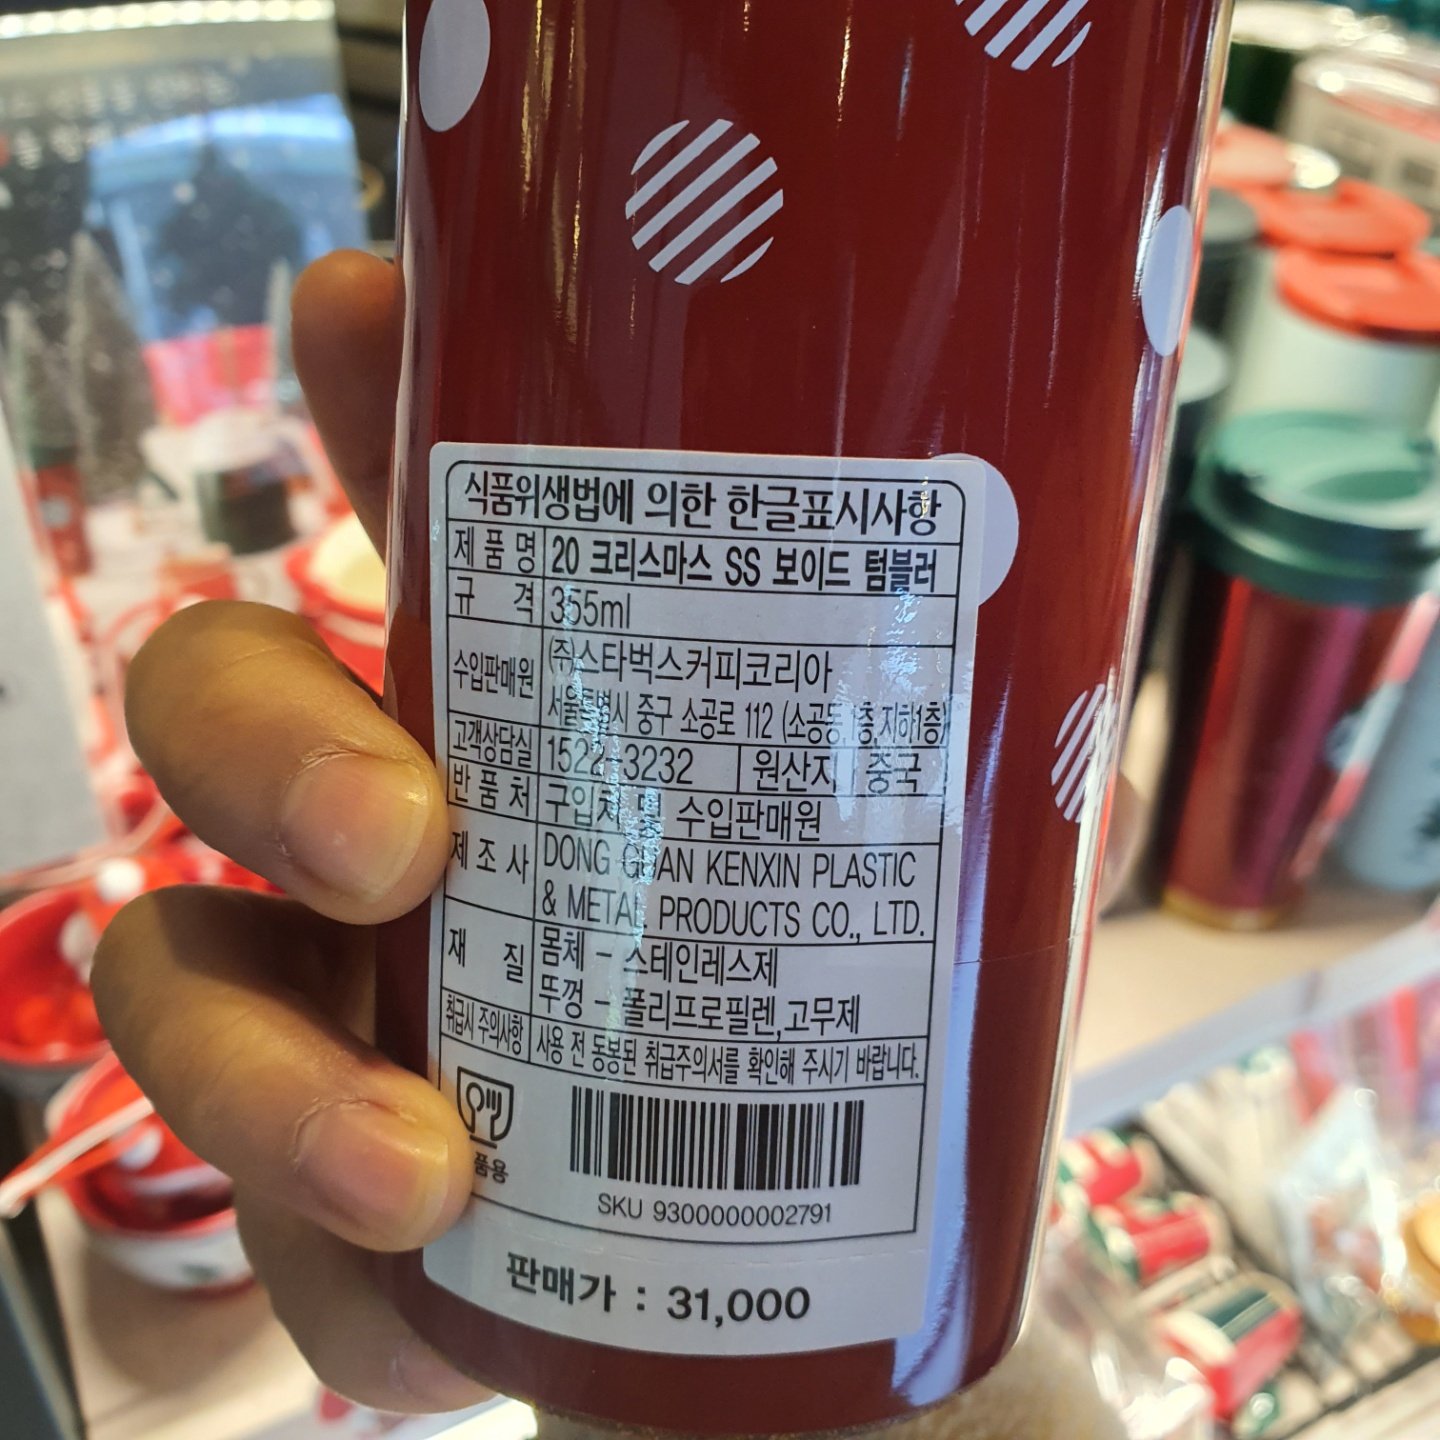 식품위생법에 의한 한글표시사항
제품명 20 크리스마스 SS 보이드 텀블러
규격 355ml
수입판매원 (주)스타벅스커피코리아
서울특별시 중구 소공로 112 (소공동,1층,지하1층)
고객상담실 1522-3232 원산지 중국
반품처 구입처 및 수입판매원
제조사 DONG GUAN KENXIN PLASTIC
& METAL PRODUCTS CO., LTD.
재질 몸체 - 스테인레스제
뚜껑 - 폴리프로필렌,고무제
취급시 주의사항 사용 전 동봉된 취급주의서를 확인해 주시기 바랍니다.
품용
SKU 9300000002791
판매가 : 31,000